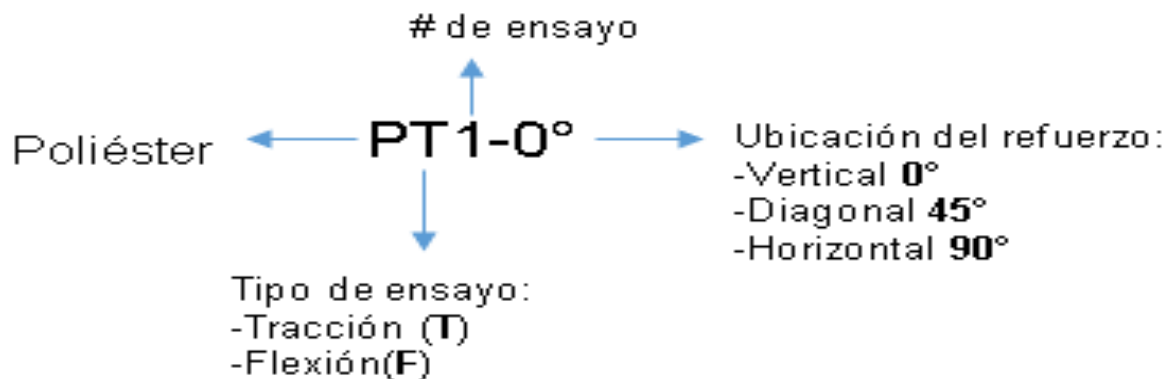 # de ensayo
Poliéster
PT1-0°
Ubicación del refuerzo:
-Vertical 0°
-Diagonal 45°
-Horizontal 90°
Tipo de ensayo:
-Tracción (T)
-Flexión(F)